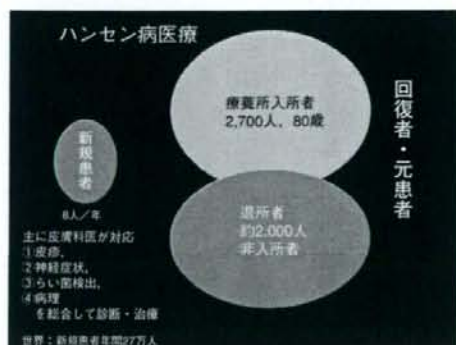 ハンセン病医療
新規患者
8人/年
主に皮膚科医が対応
①皮疹、
②神経症状、
③らい菌検出、
④病理
を総合して診断・治療
世界:新規患者年間27万人
療養所入所者
2,700人、80歳
退所者
約2,000人
非入所者
回復者・元患者